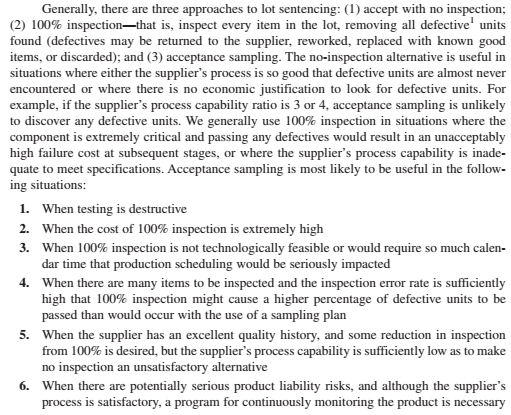 Generally, there are three approaches to lot sentencing: (1) accept with no inspection;
(2) 100% inspection—that is, inspect every item in the lot, removing all defective¹ units
found (defectives may be returned to the supplier, reworked, replaced with known good
items, or discarded); and (3) acceptance sampling. The no-inspection alternative is useful in
situations where either the supplier's process is so good that defective units are almost never
encountered or where there is no economic justification to look for defective units. For
example, if the supplier's process capability ratio is 3 or 4, acceptance sampling is unlikely
to discover any defective units. We generally use 100% inspection in situations where the
component is extremely critical and passing any defectives would result in an unacceptably
high failure cost at subsequent stages, or where the supplier's process capability is inade-
quate to meet specifications. Acceptance sampling is most likely to be useful in the follow-
ing situations:
1. When testing is destructive
2. When the cost of 100% inspection is extremely high
3. When 100% inspection is not technologically feasible or would require so much calen-
dar time that production scheduling would be seriously impacted
4. When there are many items to be inspected and the inspection error rate is sufficiently
high that 100% inspection might cause a higher percentage of defective units to be
passed than would occur with the use of a sampling plan
5. When the supplier has an excellent quality history, and some reduction in inspection
from 100% is desired, but the supplier's process capability is sufficiently low as to make
no inspection an unsatisfactory alternative
6. When there are potentially serious product liability risks, and although the supplier's
process is satisfactory, a program for continuously monitoring the product is necessary